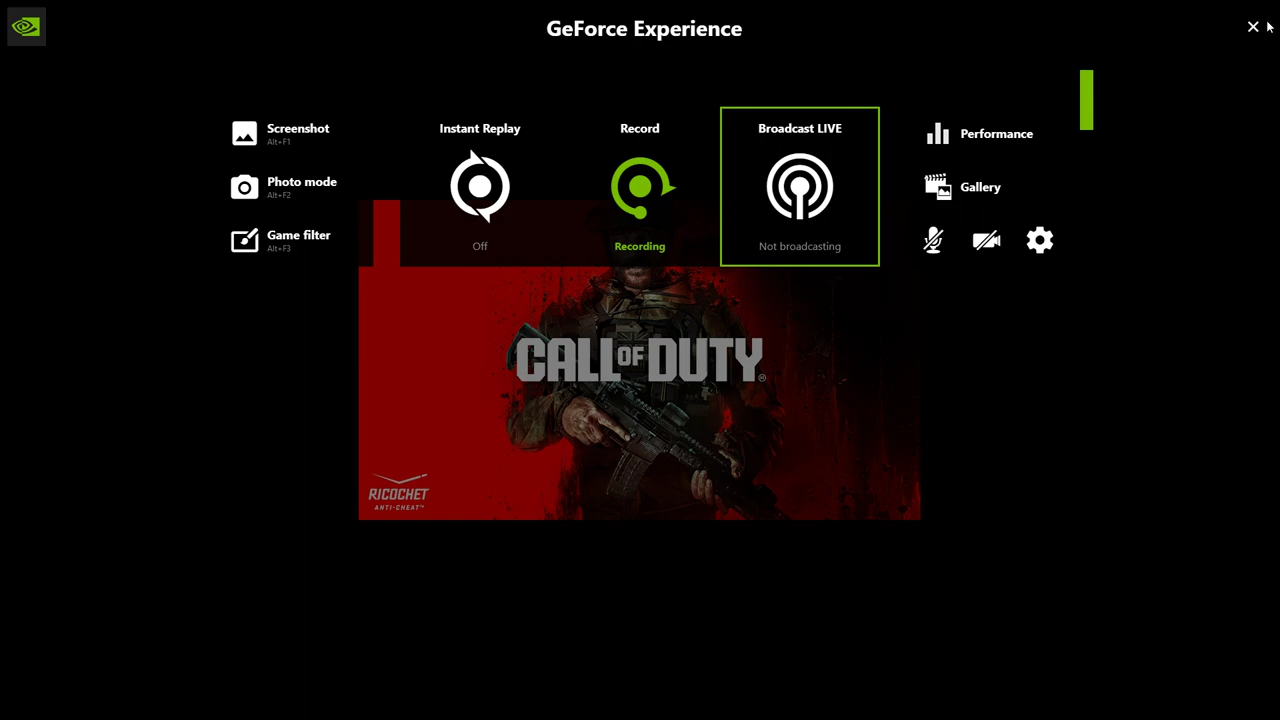 GeForce Experience
Screenshot
Alt+F1
Photo mode
Alt+F2
Game filter
Alt+F3
Instant Replay
Off
Record
Recording
Broadcast LIVE
Not broadcasting
Performance
Gallery
CALL OF DUTY®
RICOCHET
ANTI-CHEAT™